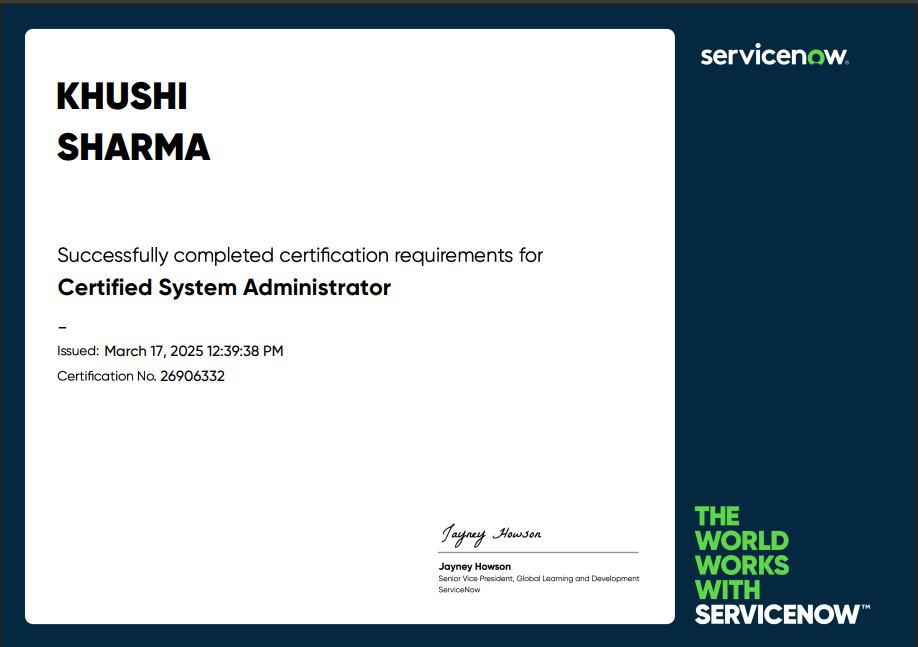 servicenow®
KHUSHI
SHARMA
Successfully completed certification requirements for
Certified System Administrator
–
Issued: March 17, 2025 12:39:38 PM
Certification No. 26906332
Jayney Howson
Jayney Howson
Senior Vice President, Global Learning and Development
ServiceNow
THE
WORLD
WORKS
WITH
SERVICENOW™